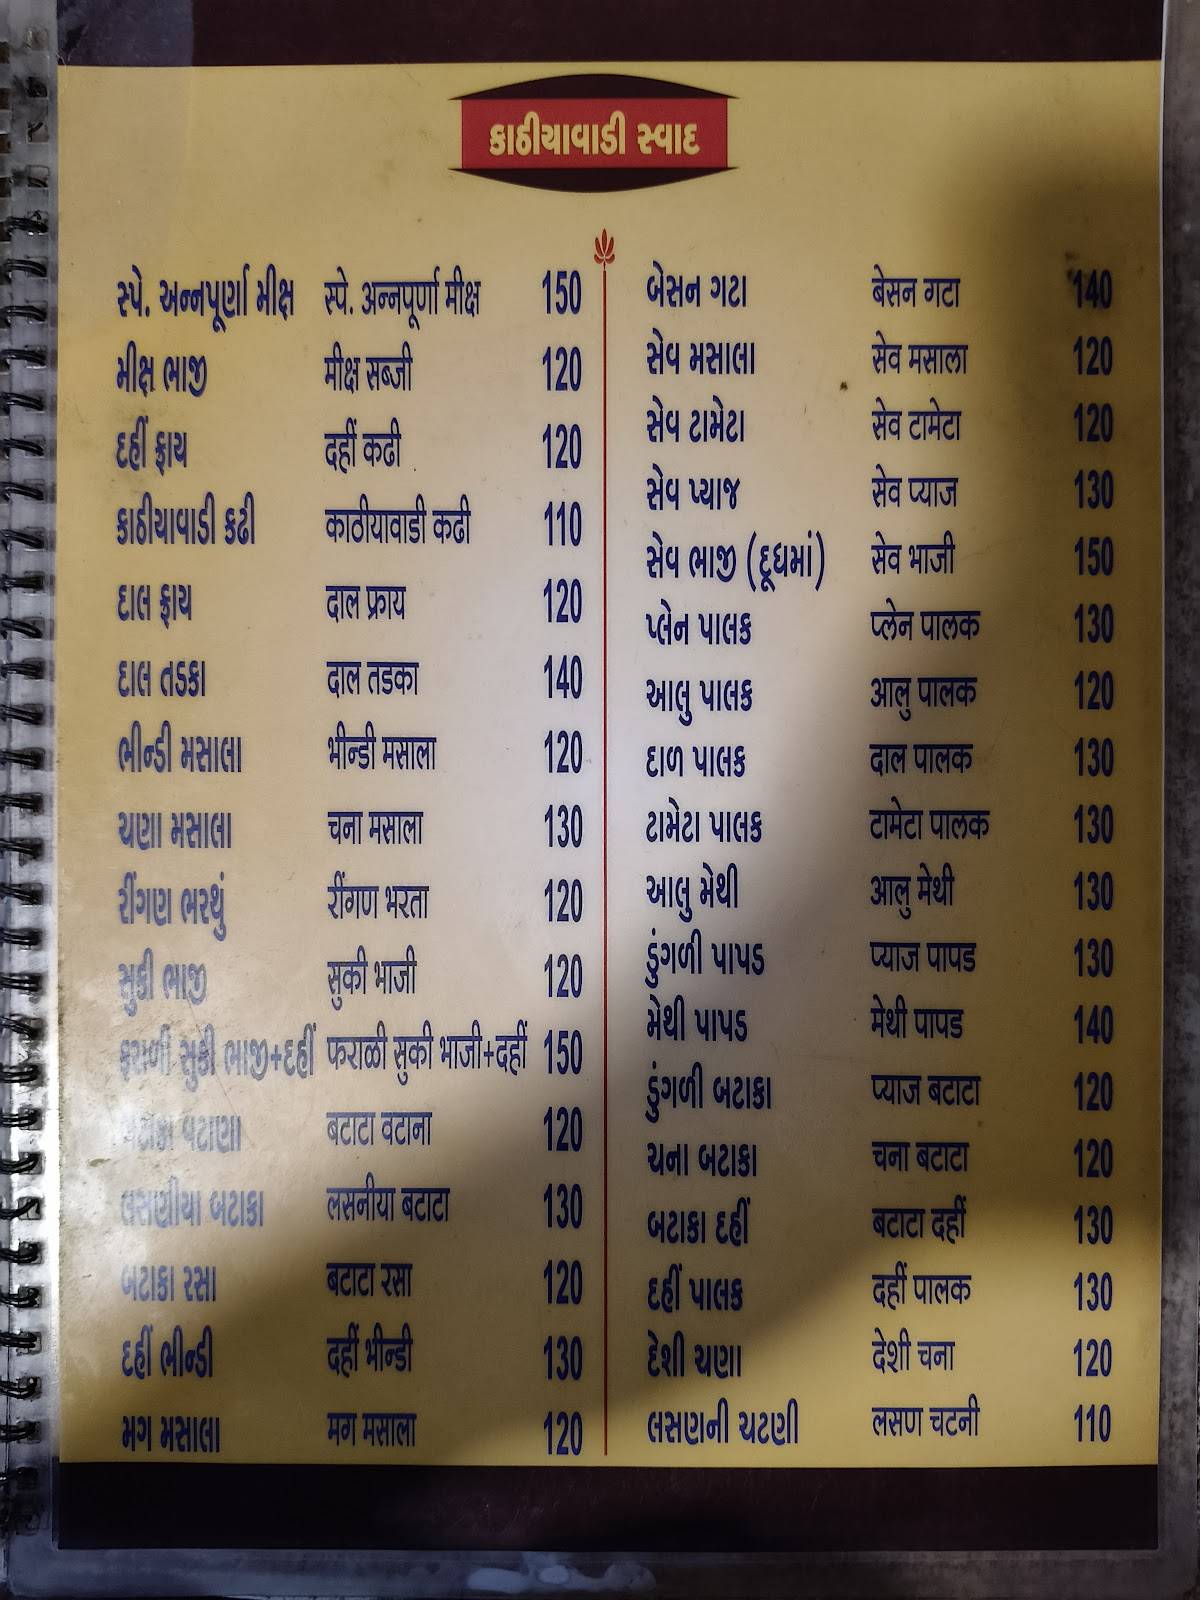 કાઠીયાવાડી સ્વાદ
સ્પે. અન્નપૂર્ણા મીક્ષ स्पे. अन्नपूर्णा मीक्ष 150
મીક્ષ ભાજી मीक्ष सब्जी 120
દહીં ફ્રાય दहीं कढी 120
કાઠીયાવાડી કઢી काठीयावाडी कढी 110
દાલ ફ્રાય दाल फ्राय 120
દાલ તડકા दाल तडका 140
ભીન્ડી મસાલા भीन्डी मसाला 120
ચણા મસાલા चना मसाला 130
રીંગણ ભરથું रींगण भरता 120
સુકી ભાજી सुकी भाजी 120
ફરાળી સુકી ભાજી+દહીં फराळी सुकी भाजी+दहीं 150
બટાકા વટાણા बटाटा वटाना 120
લસણીયા બટાકા लसनीया बटाटा 130
બટાકા રસા बटाटा रसा 120
દહીં ભીન્ડી दहीं भीन्डी 130
મગ મસાલા मग मसाला 120
બેસન ગટા बेसन गटा 140
સેવ મસાલા सेव मसाला 120
સેવ ટામેટા सेव टामेटा 120
સેવ પ્યાજ सेव प्याज 130
સેવ ભાજી (દૂધમાં) सेव भाजी 150
પ્લેન પાલક प्लेन पालक 130
આલુ પાલક आलु पालक 120
દાળ પાલક दाल पालक 130
ટામેટા પાલક टामेटा पालक 130
આલુ મેથી आलु मेथी 130
ડુંગળી પાપડ प्याज पापड 130
મેથી પાપડ मेथी पापड 140
ડુંગળી બટાકા प्याज बटाटा 120
ચના બટાકા चना बटाटा 120
બટાકા દહીં बटाटा दहीं 130
દહીં પાલક दहीं पालक 130
દેશી ચણા देशी चना 120
લસણની ચટણી लसण चटनी 110